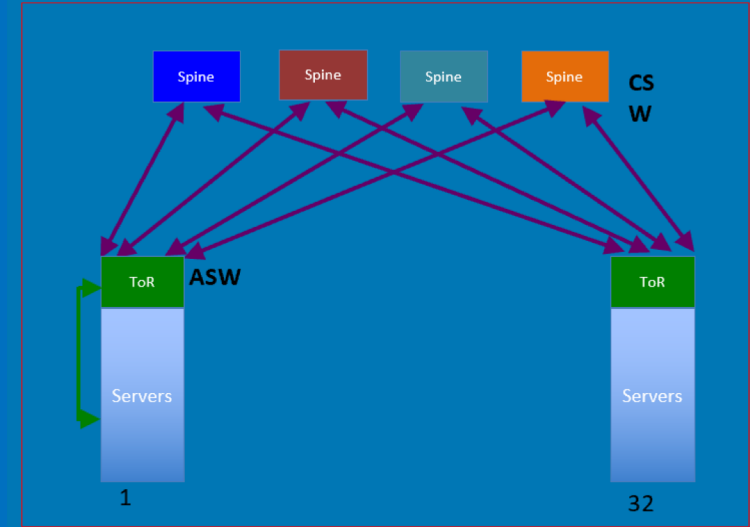 Spine
Spine
Spine
Spine
CS
W
ToR
ASW
ToR
Servers
Servers
1
32